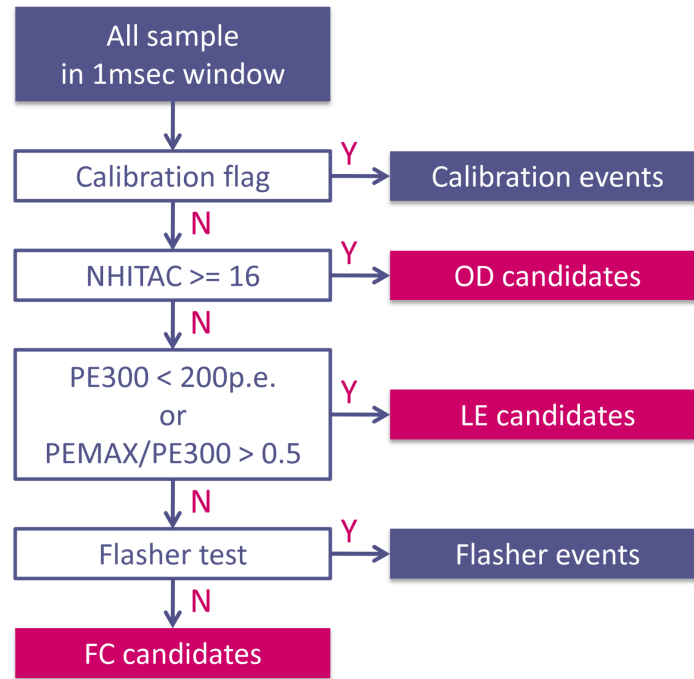 All sample
in 1msec window
Calibration flag
Y
Calibration events
N
NHITAC >= 16
Y
OD candidates
N
PE300 < 200p.e.
or
PEMAX/PE300 > 0.5
Y
LE candidates
N
Flasher test
Y
Flasher events
N
FC candidates